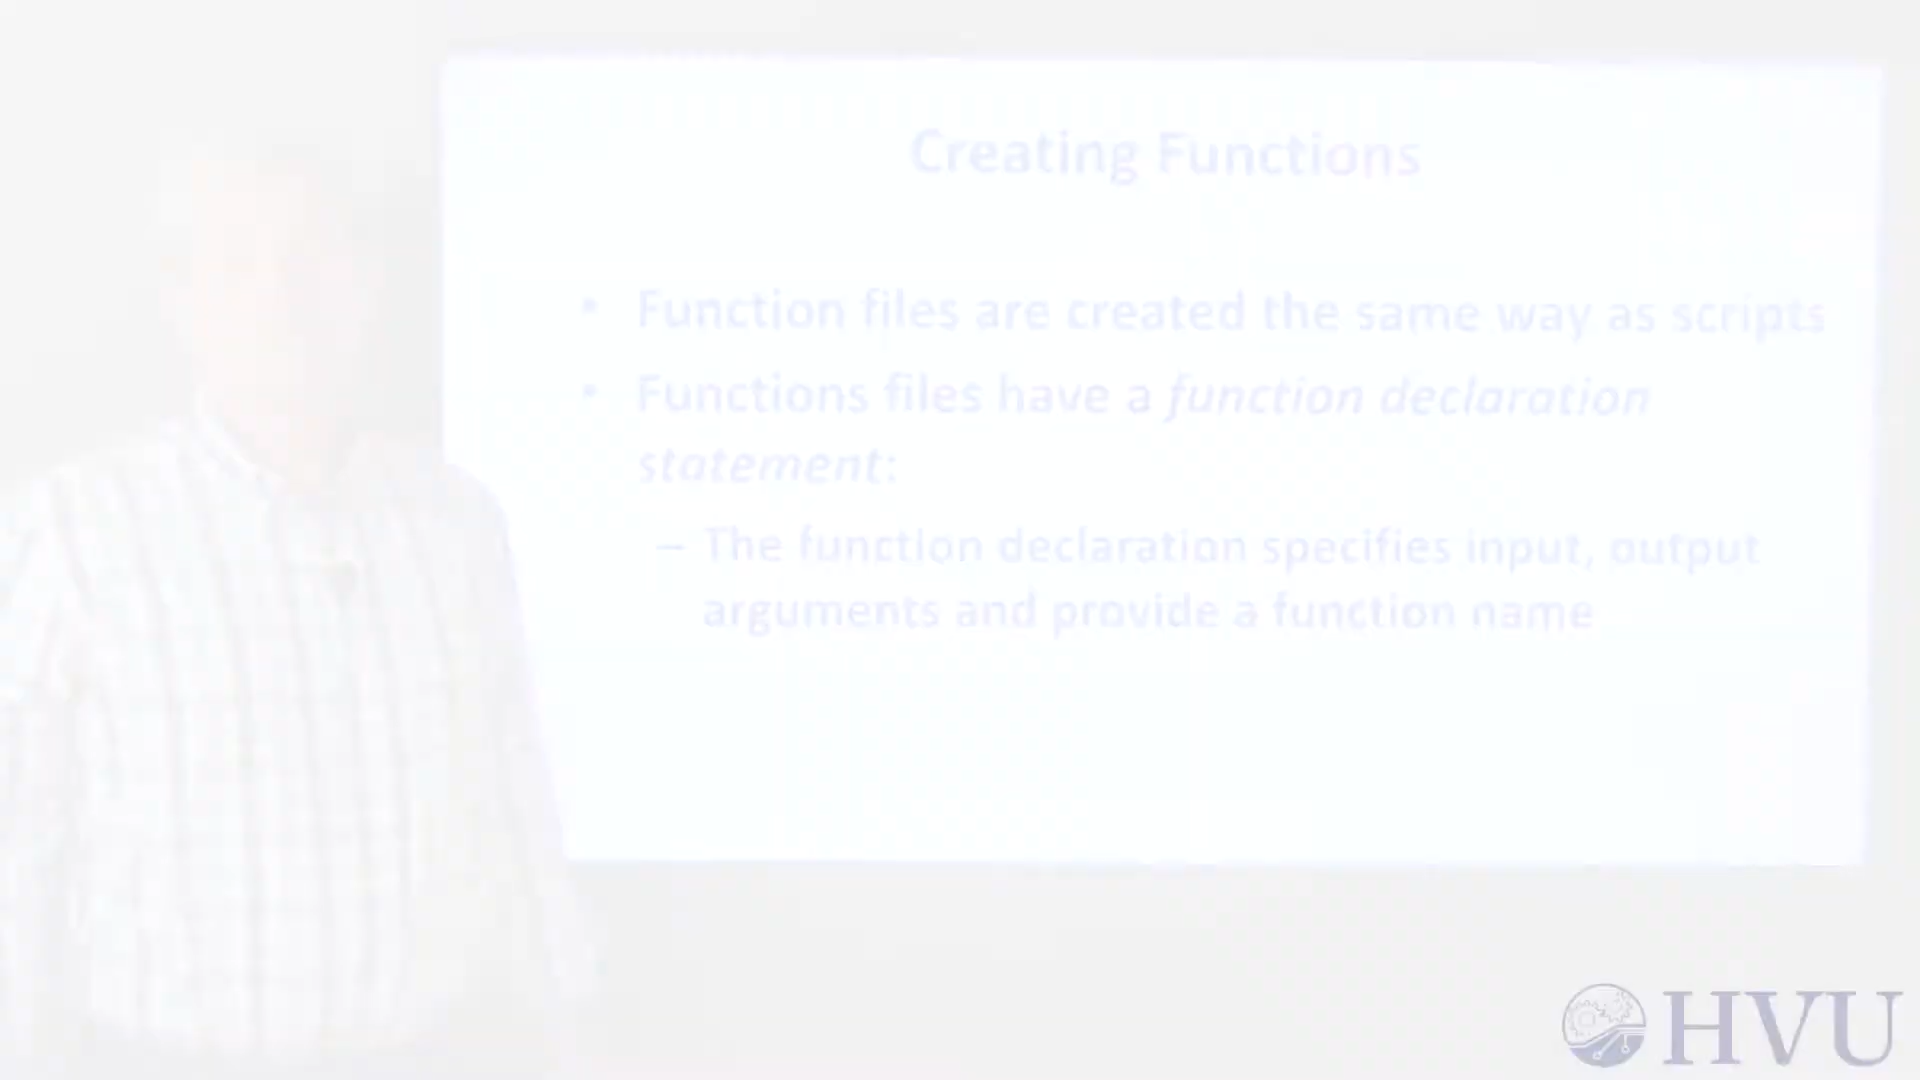 Creating Functions
• Function files are created the same way as scripts
• Functions files have a function declaration
statement:
– The function declaration specifies input, output
arguments and provide a function name
HVU